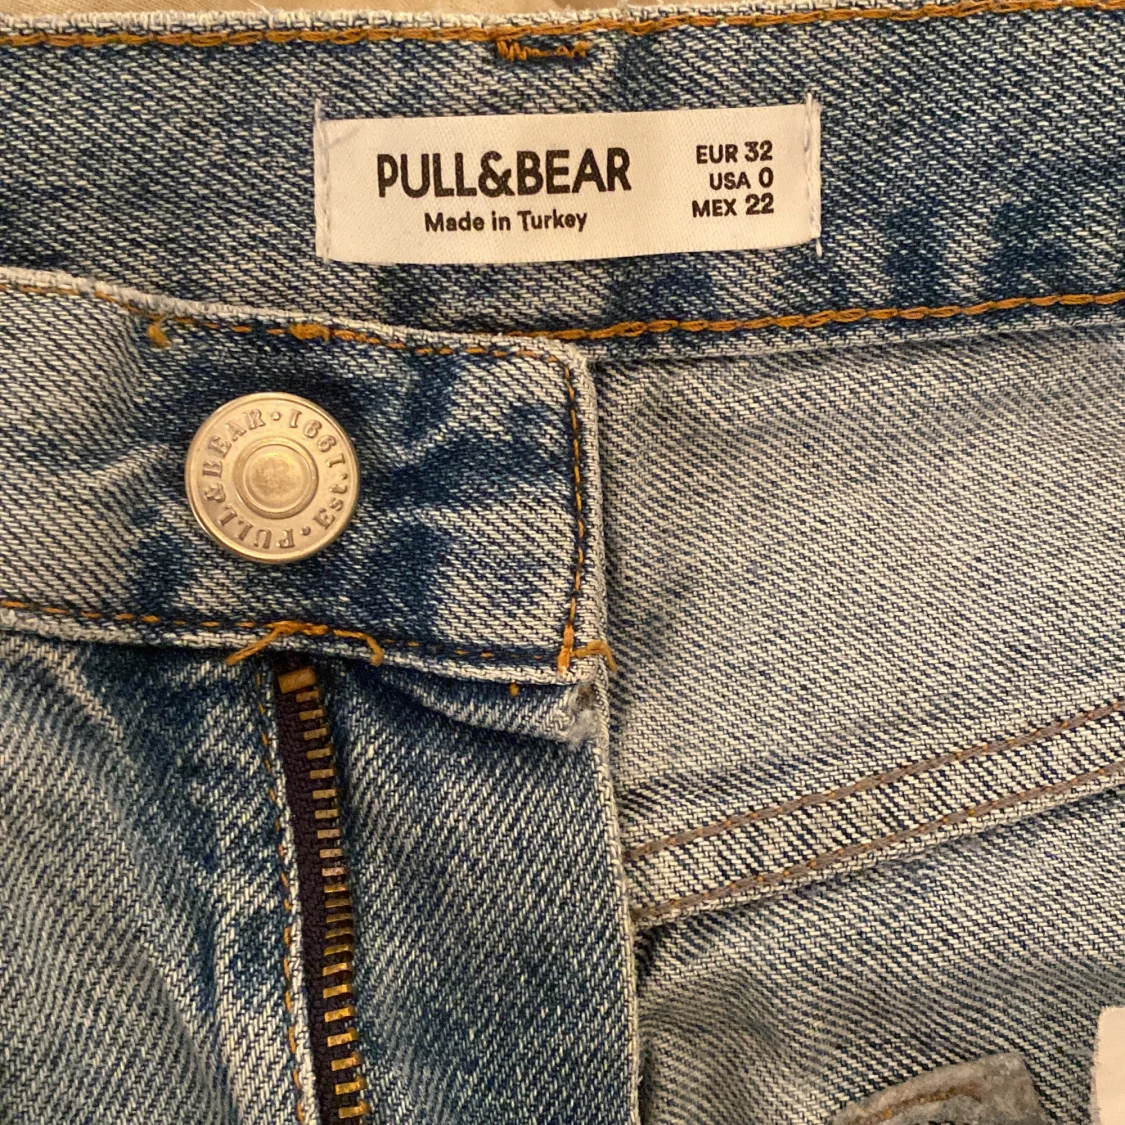 PULL&BEAR
Made in Turkey
EUR 32
USA 0
MEX 22
PULL&BEAR • 1991 • Est.